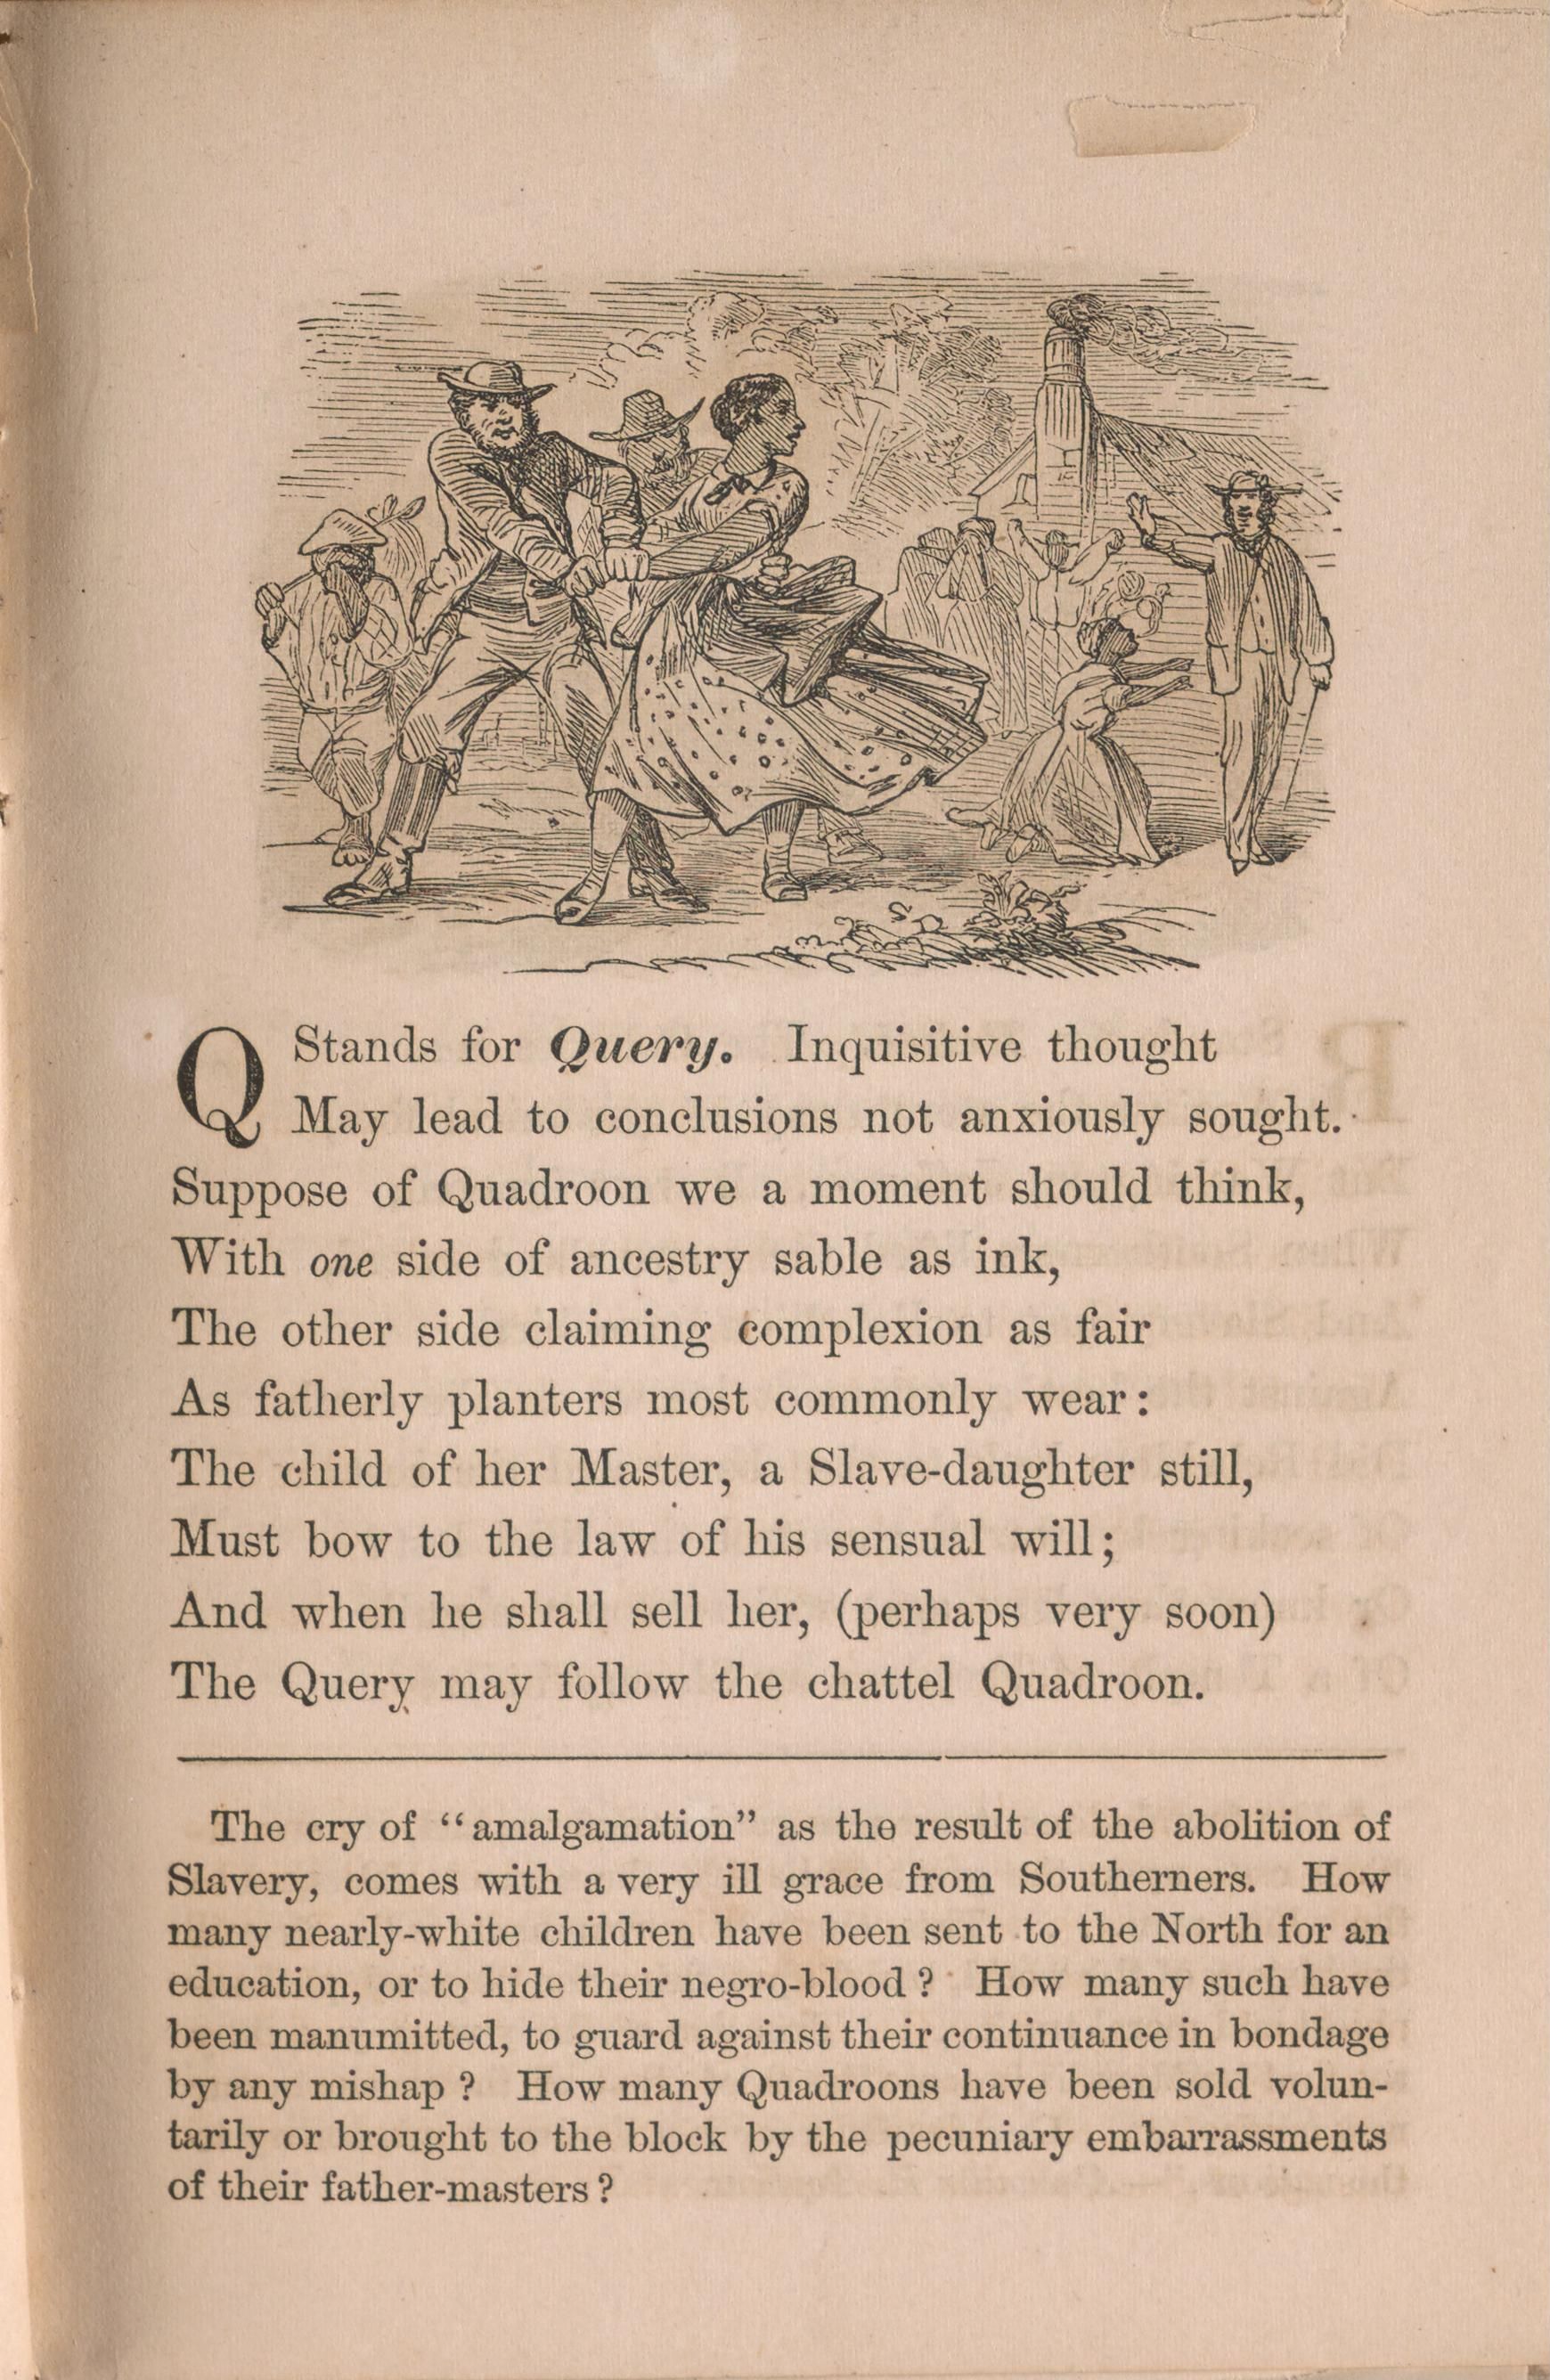 Q Stands for Query. Inquisitive thought
May lead to conclusions not anxiously sought.
Suppose of Quadroon we a moment should think,
With one side of ancestry sable as ink,
The other side claiming complexion as fair
As fatherly planters most commonly wear:
The child of her Master, a Slave-daughter still,
Must bow to the law of his sensual will;
And when he shall sell her, (perhaps very soon)
The Query may follow the chattel Quadroon.
The cry of “amalgamation” as the result of the abolition of
Slavery, comes with a very ill grace from Southerners. How
many nearly-white children have been sent to the North for an
education, or to hide their negro-blood? How many such have
been manumitted, to guard against their continuance in bondage
by any mishap? How many Quadroons have been sold volun-
tarily or brought to the block by the pecuniary embarrassments
of their father-masters?